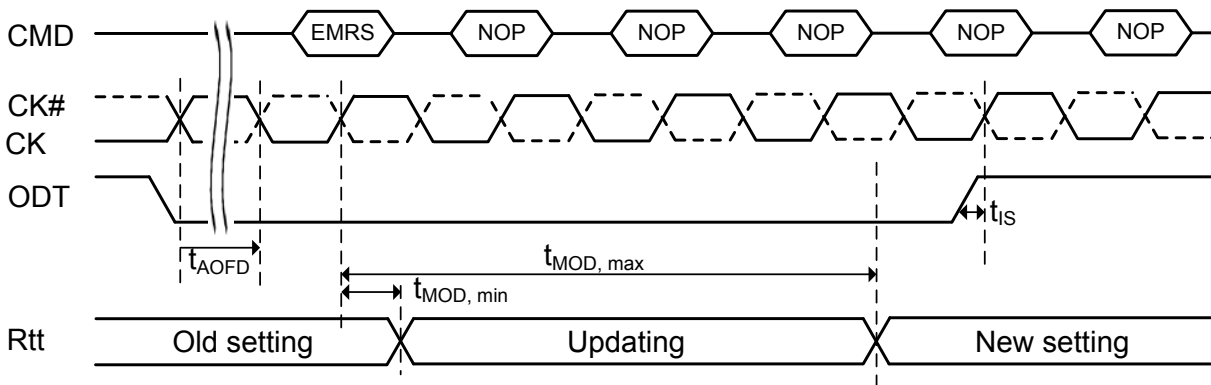 CMD EMRS NOP NOP NOP NOP NOP
CK#
CK
ODT
tIS
tAOFD
tMOD, max
tMOD, min
Rtt Old setting Updating New setting